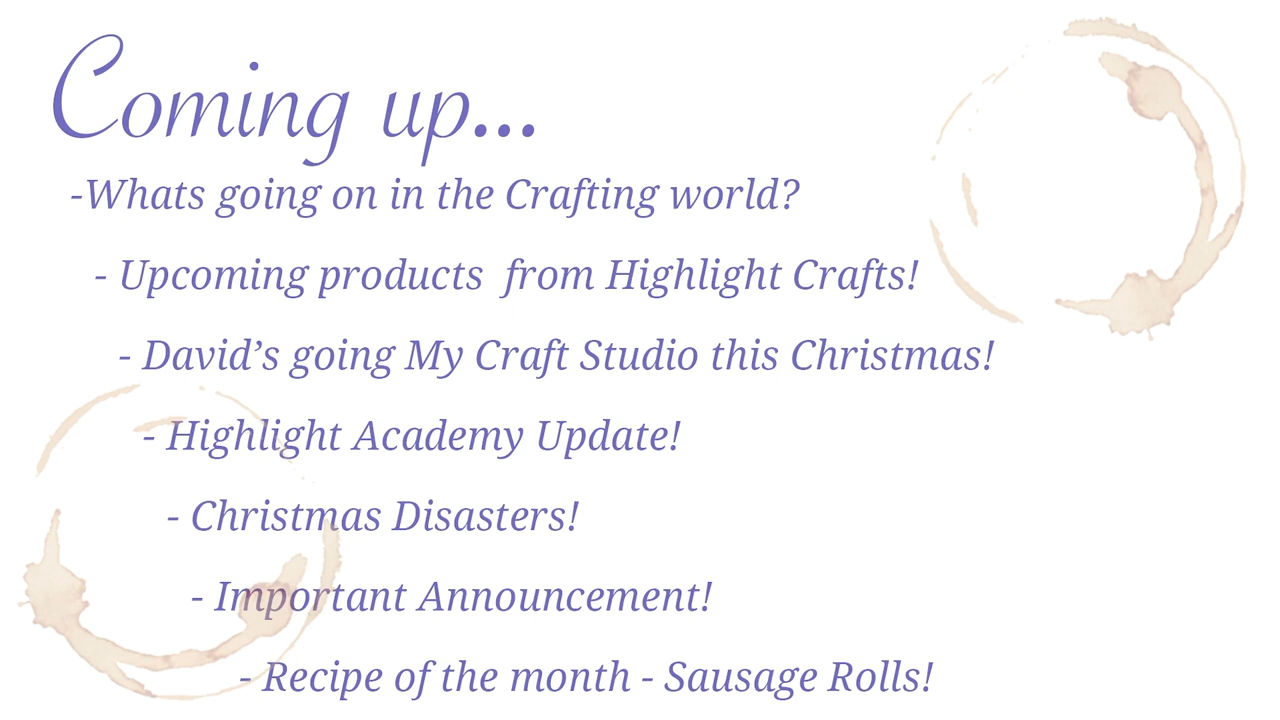 Coming up...
-Whats going on in the Crafting world?
- Upcoming products  from Highlight Crafts!
- David’s going My Craft Studio this Christmas!
- Highlight Academy Update!
- Christmas Disasters!
- Important Announcement!
- Recipe of the month - Sausage Rolls!